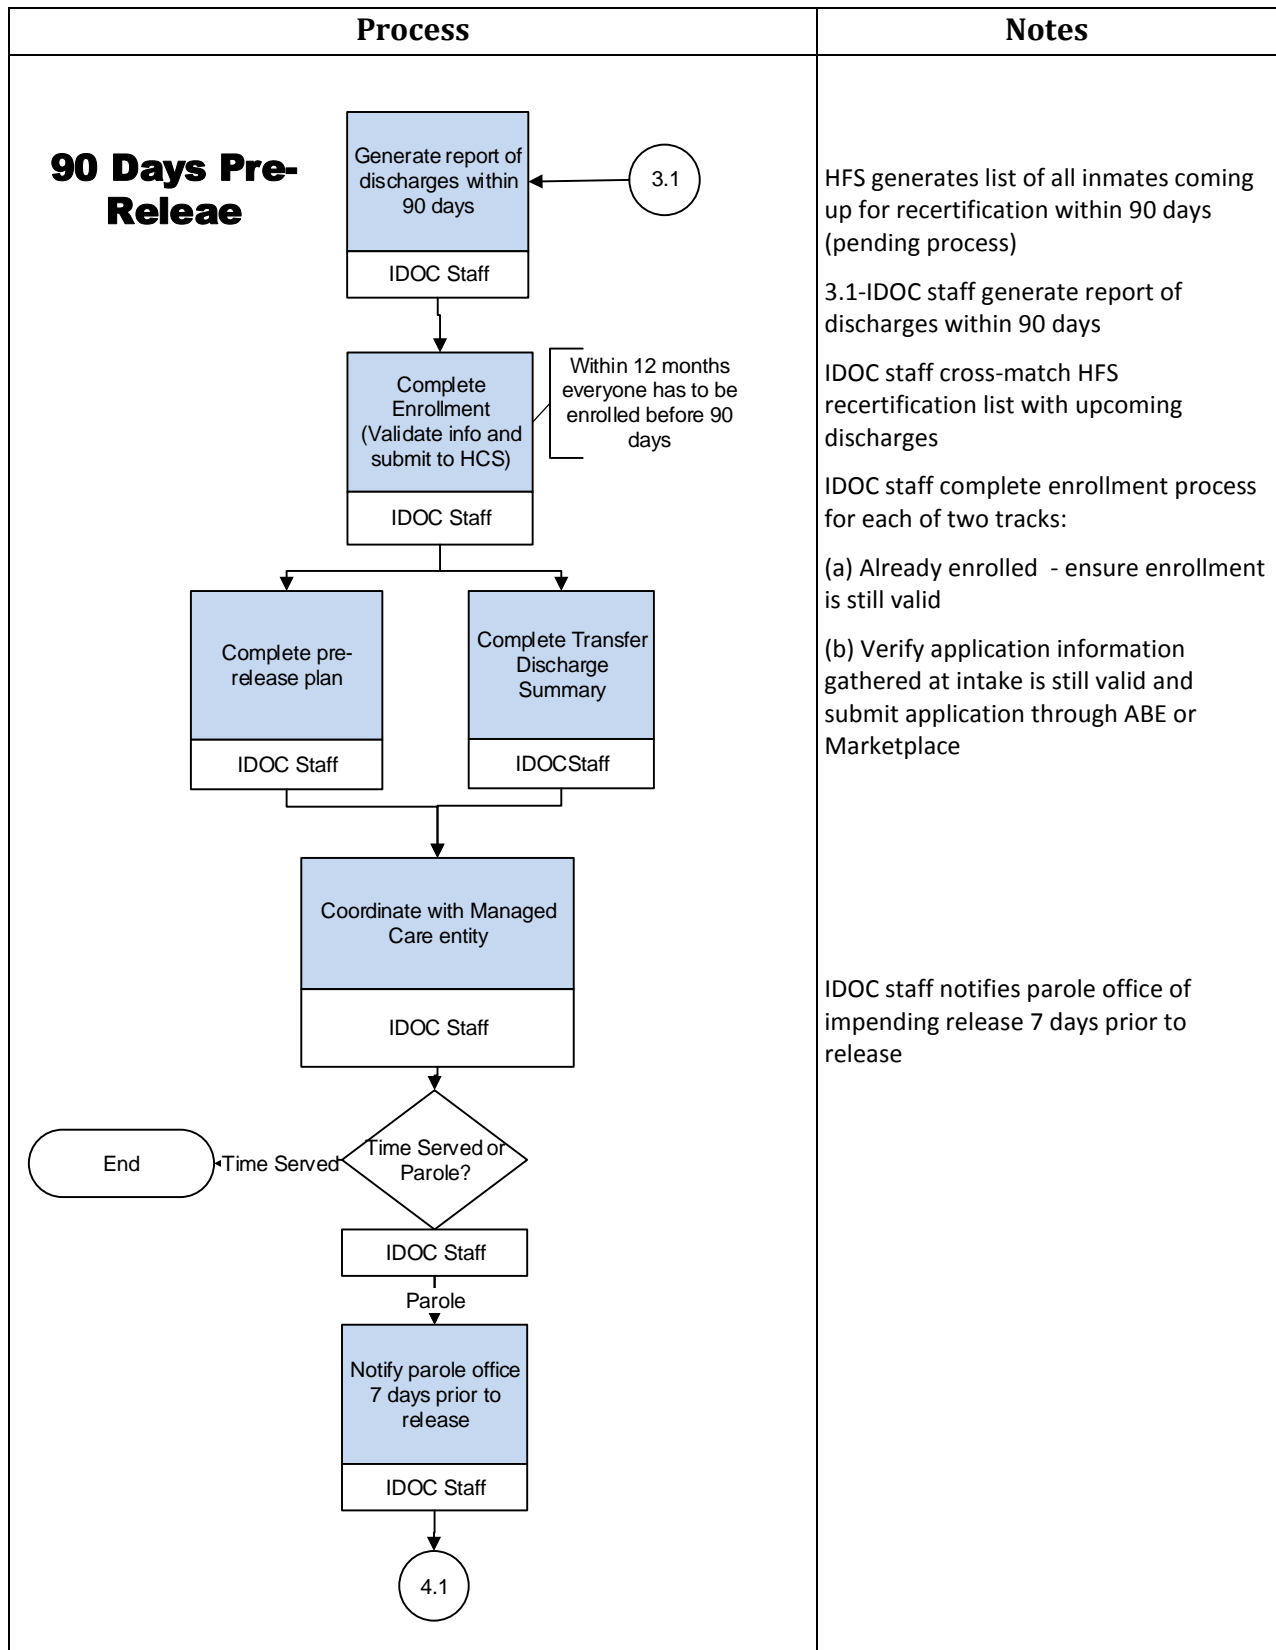 Process
Notes
90 Days Pre-
Releae
Generate report of
discharges within
90 days
IDOC Staff
3.1
Complete
Enrollment
(Validate info and
submit to HCS)
IDOC Staff
Within 12 months
everyone has to be
enrolled before 90
days
Complete pre-
release plan
IDOC Staff
Complete Transfer
Discharge
Summary
IDOCStaff
Coordinate with Managed
Care entity
IDOC Staff
Time Served or
Parole?
IDOC Staff
Time Served
End
Parole
Notify parole office
7 days prior to
release
IDOC Staff
4.1
HFS generates list of all inmates coming
up for recertification within 90 days
(pending process)
3.1-IDOC staff generate report of
discharges within 90 days
IDOC staff cross-match HFS
recertification list with upcoming
discharges
IDOC staff complete enrollment process
for each of two tracks:
(a) Already enrolled  - ensure enrollment
is still valid
(b) Verify application information
gathered at intake is still valid and
submit application through ABE or
Marketplace
IDOC staff notifies parole office of
impending release 7 days prior to
release